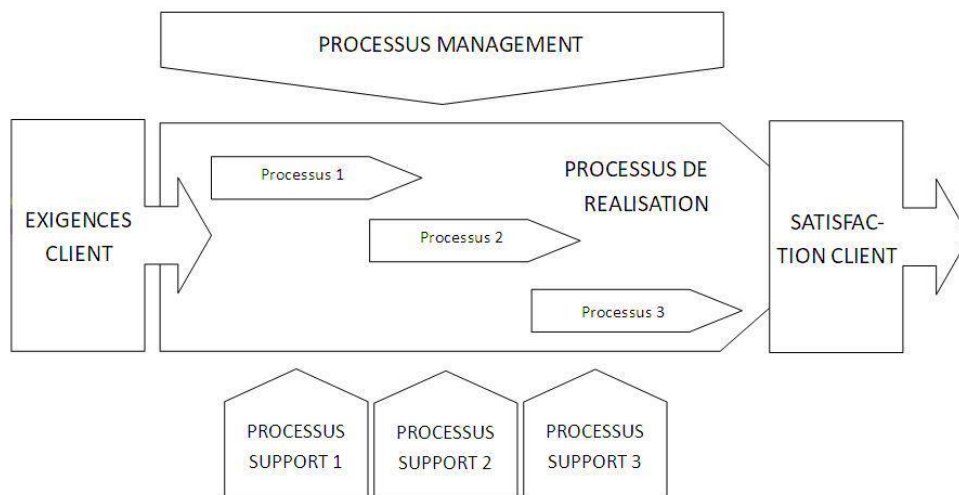 PROCESSUS MANAGEMENT
EXIGENCES
CLIENT
Processus 1
PROCESSUS DE
REALISATION
Processus 2
Processus 3
SATISFAC-
TION CLIENT
PROCESSUS
SUPPORT 1
PROCESSUS
SUPPORT 2
PROCESSUS
SUPPORT 3